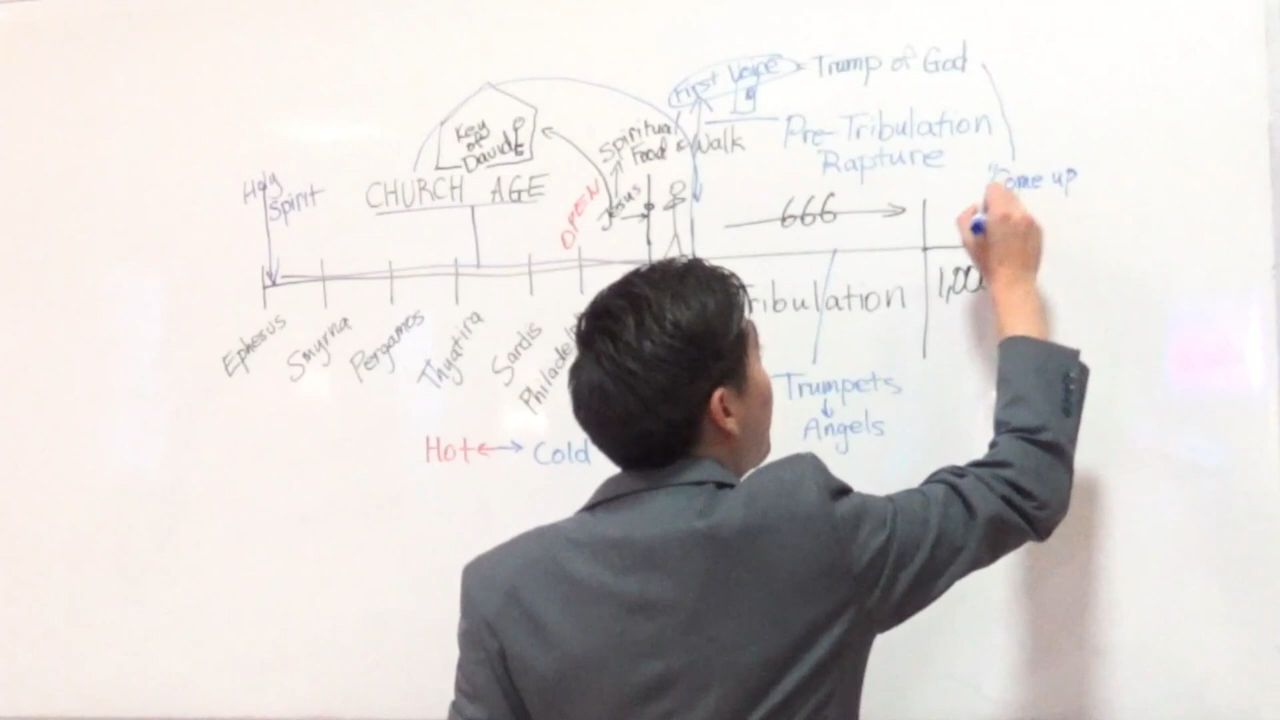 First Voice = Trump of God
Key
of
David
Spiritual
Food & Walk
Pre-Tribulation
Rapture
"Come up
Holy
Spirit
CHURCH AGE
OPEN
Jesus
666
Tribulation
Ephesus
Smyrna
Pergamos
Thyatira
Sardis
Trumpets
Angels
Hot
Cold